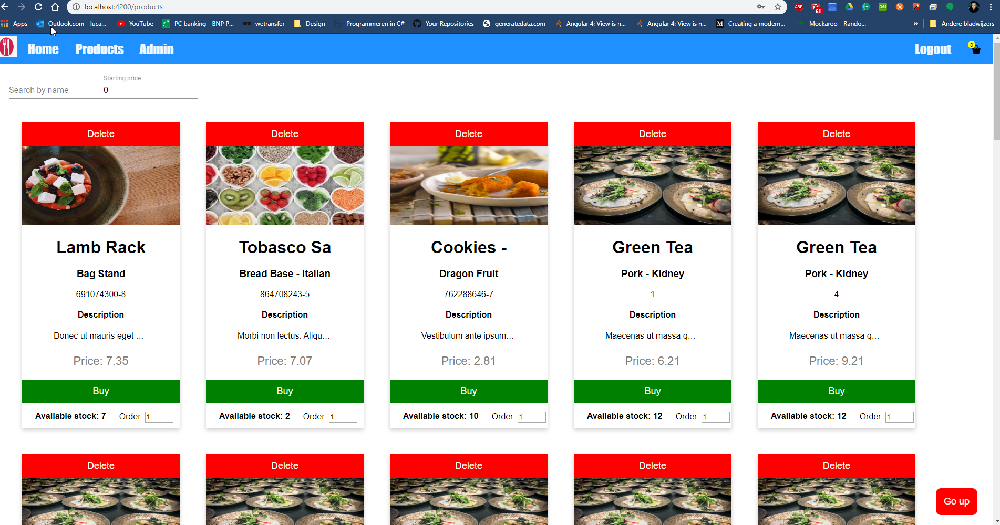 localhost:4200/products
ABP
61
CORS
Apps
Outlook.com - luca...
YouTube
PC banking - BNP P...
we
wetransfer
Design
Programmeren in C#
Your Repositories
generatedata.com
Angular 4: View is n...
Angular 4: View is n...
M
Creating a modern...
Mockaroo - Rando...
»
Andere bladwijzers
Home
Products
Admin
Logout
0
Search by name
Starting price
0
Delete
Delete
Delete
Delete
Delete
Lamb Rack
Tobasco Sa
Cookies -
Green Tea
Green Tea
Bag Stand
Bread Base - Italian
Dragon Fruit
Pork - Kidney
Pork - Kidney
691074300-8
864708243-5
762288646-7
1
4
Description
Description
Description
Description
Description
Donec ut mauris eget ...
Morbi non lectus. Aliqu...
Vestibulum ante ipsum...
Maecenas ut massa q...
Maecenas ut massa q...
Price: 7.35
Price: 7.07
Price: 2.81
Price: 6.21
Price: 9.21
Buy
Buy
Buy
Buy
Buy
Available stock: 7 Order: 1
Available stock: 2 Order: 1
Available stock: 10 Order: 1
Available stock: 12 Order: 1
Available stock: 12 Order: 1
Delete
Delete
Delete
Delete
Delete
Go up